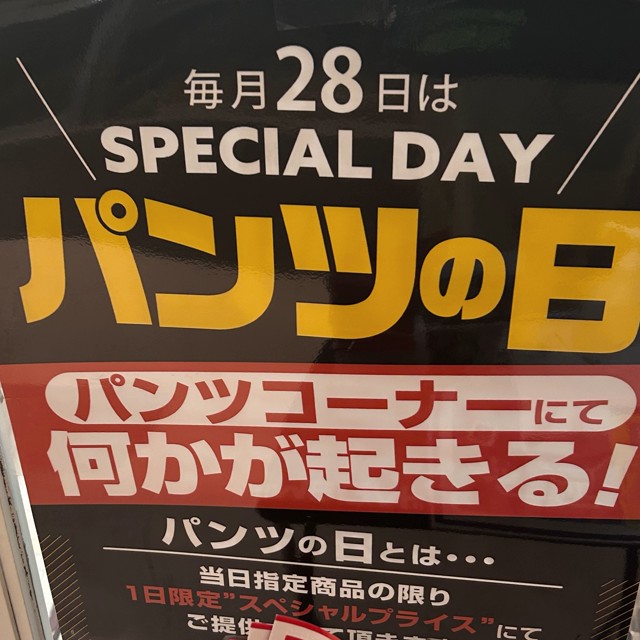 毎月28日は
SPECIAL DAY
パンツの日
パンツコーナーにて
何かが起きる!
パンツの日とは・・・
当日指定商品の限り
1日限定"スペシャルプライス"にて
ご提供